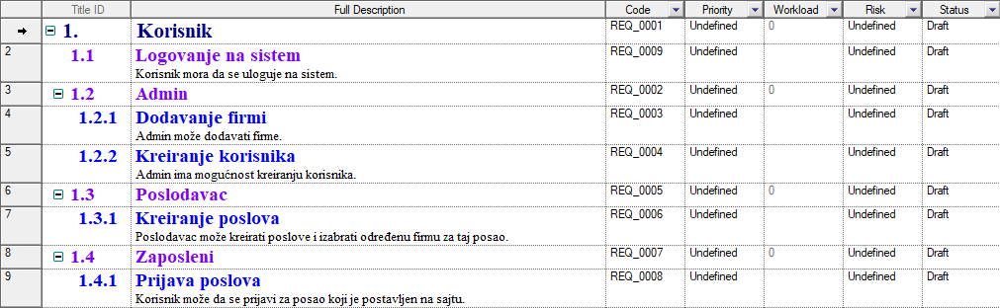 Title ID Full Description Code Priority Workload Risk Status
1. Korisnik REQ_0001 Undefined 0 Undefined Draft
2 1.1 Logovanje na sistem REQ_0009 Undefined Undefined Draft
Korisnik mora da se uloguje na sistem.
3 1.2 Admin REQ_0002 Undefined 0 Undefined Draft
4 1.2.1 Dodavanje firmi REQ_0003 Undefined Undefined Draft
Admin može dodavati firme.
5 1.2.2 Kreiranje korisnika REQ_0004 Undefined Undefined Draft
Admin ima mogućnost kreiranju korisnika.
6 1.3 Poslodavac REQ_0005 Undefined 0 Undefined Draft
7 1.3.1 Kreiranje poslova REQ_0006 Undefined Undefined Draft
Poslodavac može kreirati poslove i izabrati određenu firmu za taj posao.
8 1.4 Zaposleni REQ_0007 Undefined 0 Undefined Draft
9 1.4.1 Prijava poslova REQ_0008 Undefined Undefined Draft
Korisnik može da se prijavi za posao koji je postavljen na sajtu.